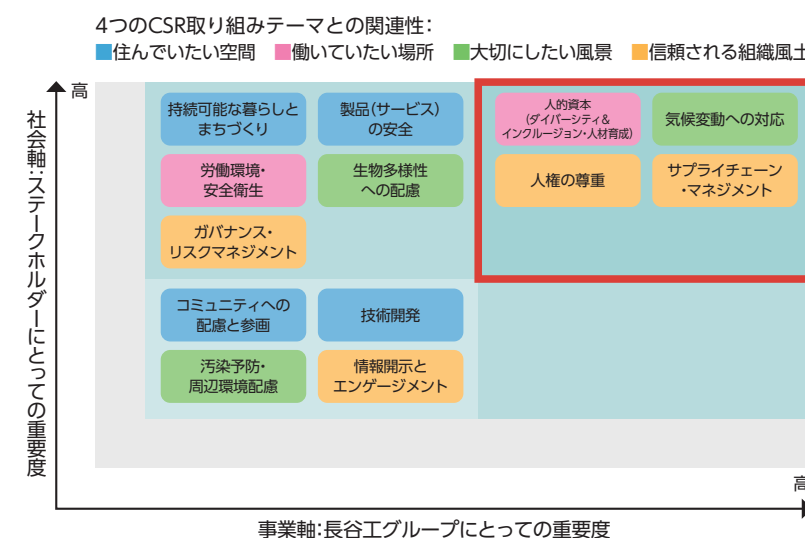 4つのCSR取り組みテーマとの関連性：
■住んでいたい空間 ■働いていたい場所 ■大切にしたい風景 ■信頼される組織風土
高
社会軸：ステークホルダーにとっての重要度
持続可能な暮らしと
まちづくり
製品（サービス）
の安全
人的資本
（ダイバーシティ＆
インクルージョン・人材育成）
気候変動への対応
労働環境・
安全衛生
生物多様性
への配慮
人権の尊重
サプライチェーン
・マネジメント
ガバナンス・
リスクマネジメント
コミュニティへの
配慮と参画
技術開発
汚染予防・
周辺環境配慮
情報開示と
エンゲージメント
高
事業軸：長谷工グループにとっての重要度